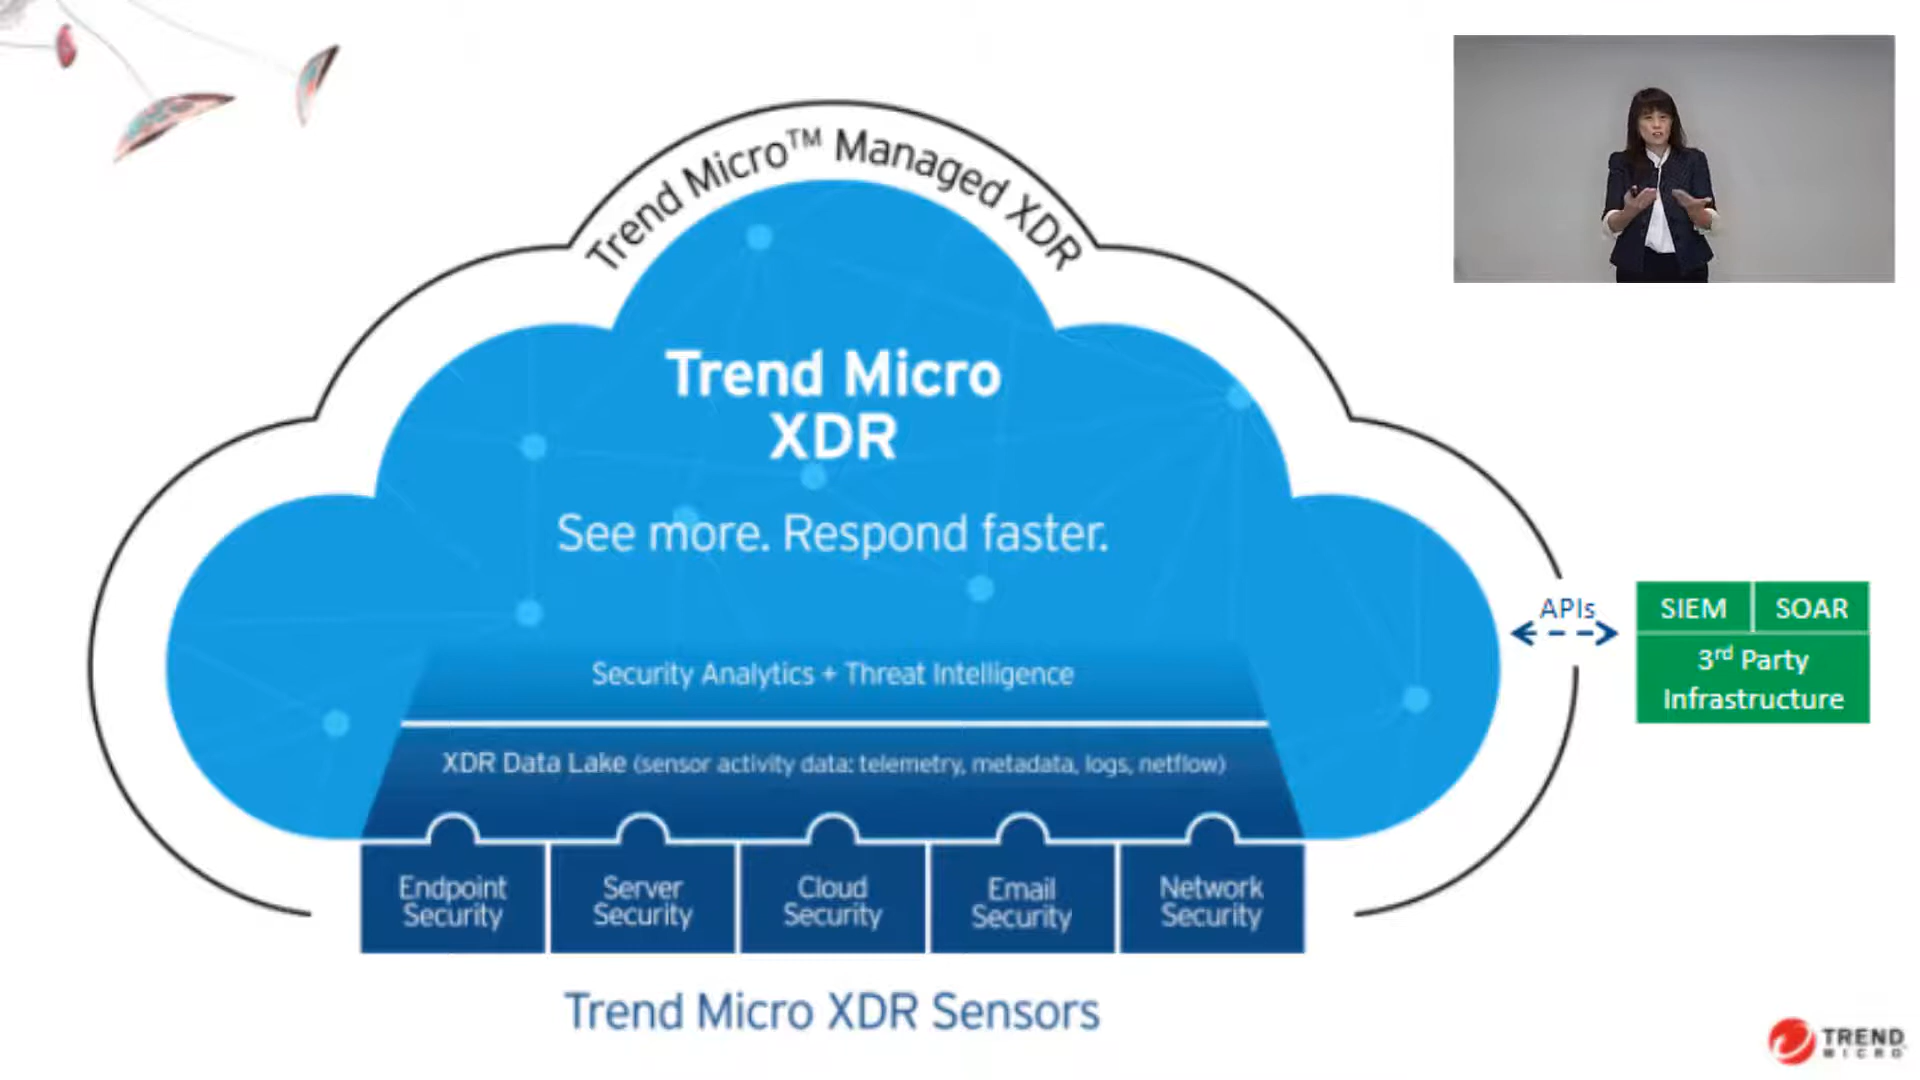 Trend Micro™ Managed XDR
Trend Micro
XDR
See more. Respond faster.
Security Analytics + Threat Intelligence
XDR Data Lake (sensor activity data: telemetry, metadata, logs, netflow)
Endpoint
Security
Server
Security
Cloud
Security
Email
Security
Network
Security
Trend Micro XDR Sensors
APIs
SIEM
SOAR
3rd Party
Infrastructure
TREND
MICRO